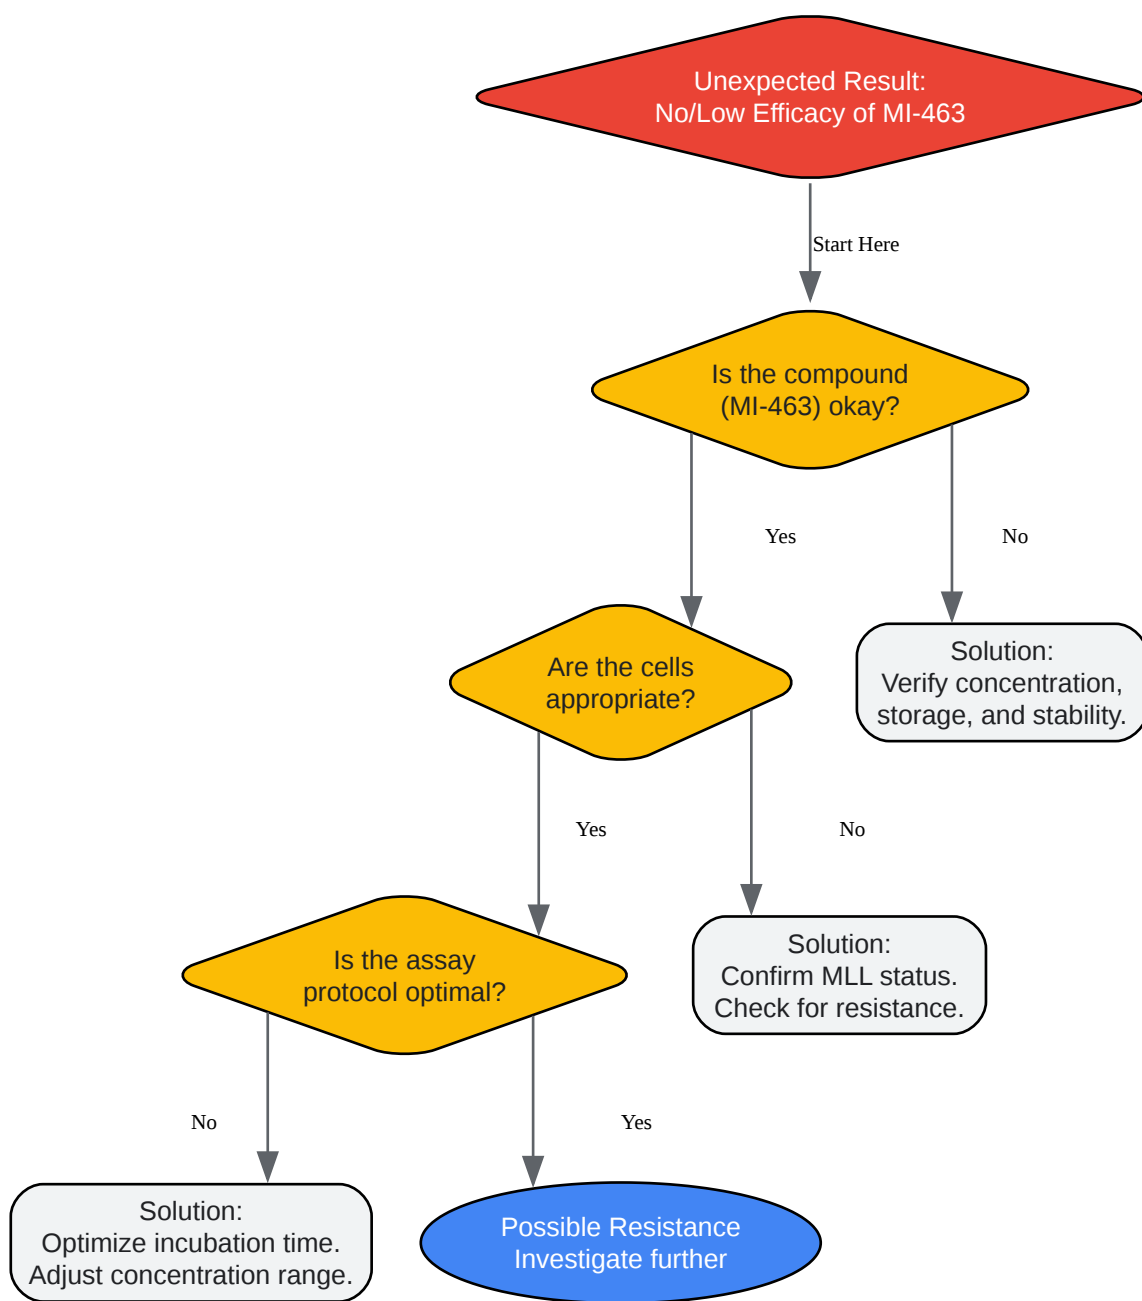 Unexpected Result:
No/Low Efficacy of MI-463
Start Here
Is the compound
(MI-463) okay?
Yes
No
Are the cells
appropriate?
Solution:
Verify concentration,
storage, and stability.
Yes
No
Is the assay
protocol optimal?
Solution:
Confirm MLL status.
Check for resistance.
No
Yes
Solution:
Optimize incubation time.
Adjust concentration range.
Possible Resistance
Investigate further